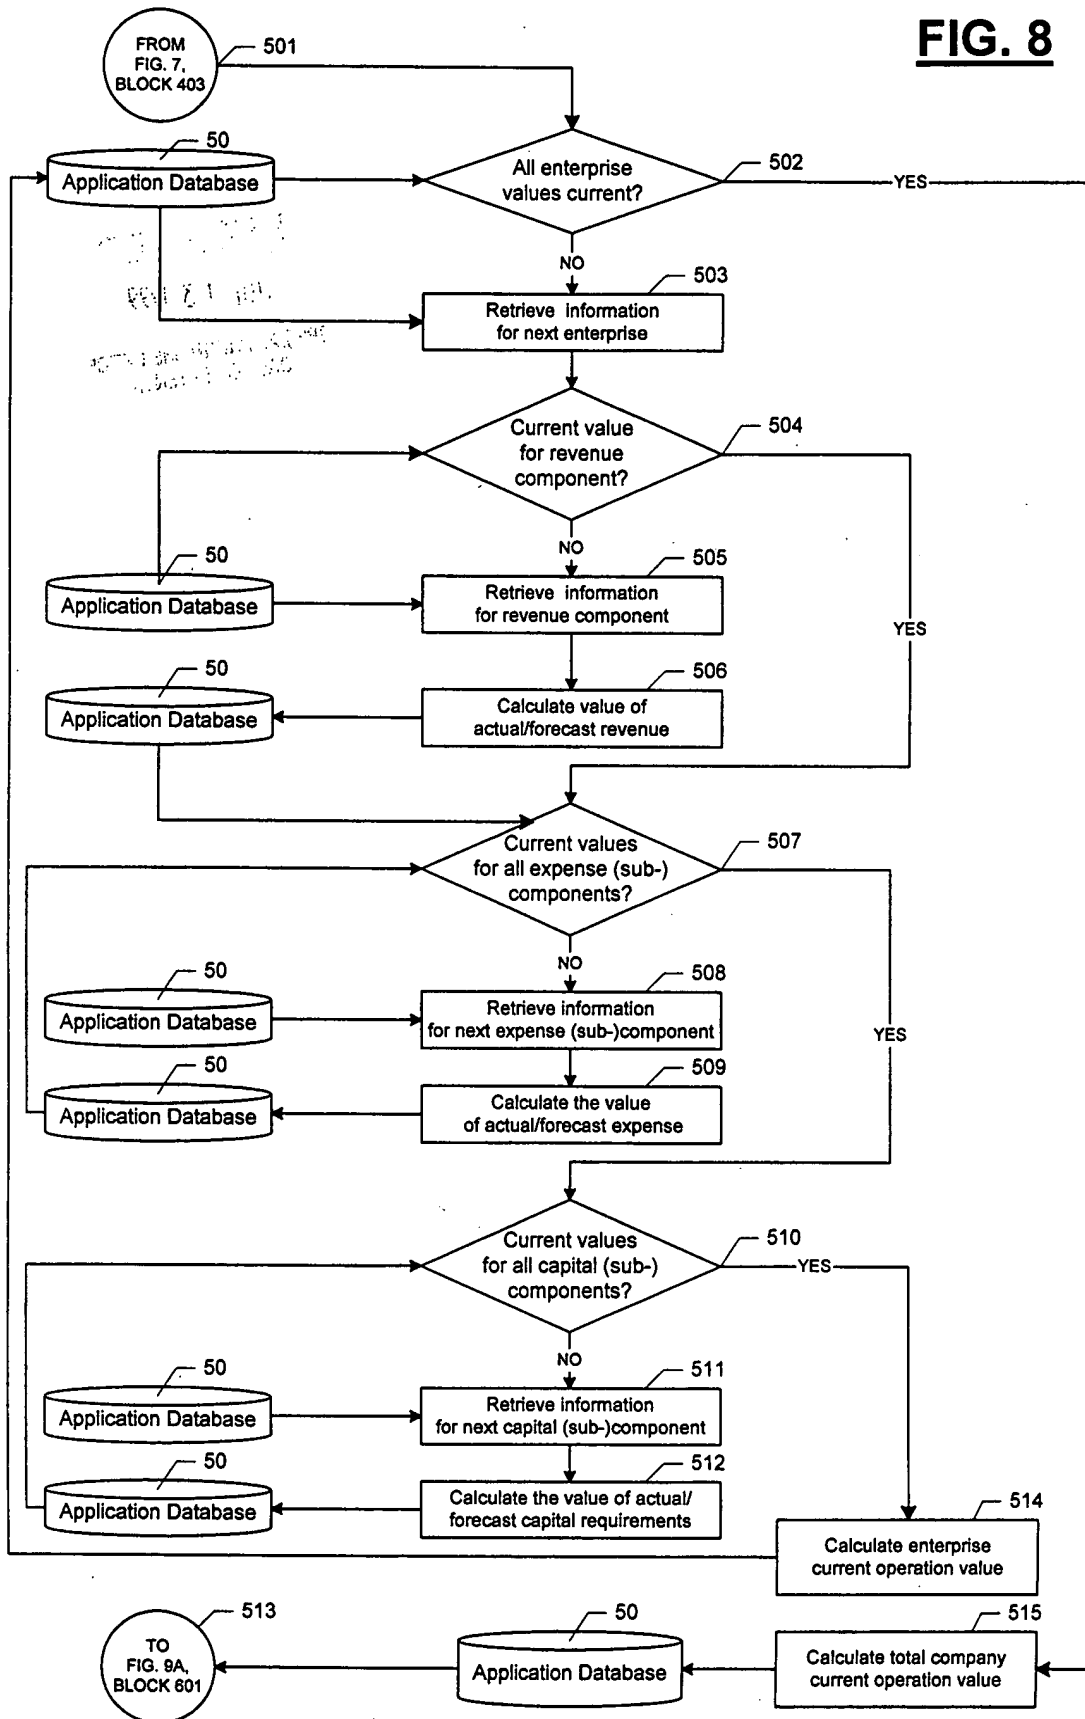 FIG. 8
FROM
FIG. 7,
BLOCK 403
501
50
Application Database
All enterprise
values current?
502
YES
NO
503
Retrieve information
for next enterprise
Current value
for revenue
component?
504
YES
NO
50
Application Database
505
Retrieve information
for revenue component
50
Application Database
506
Calculate value of
actual/forecast revenue
Current values
for all expense (sub-)
components?
507
YES
NO
50
Application Database
508
Retrieve information
for next expense (sub-)component
50
Application Database
509
Calculate the value
of actual/forecast expense
Current values
for all capital (sub-)
components?
510
YES
NO
50
Application Database
511
Retrieve information
for next capital (sub-)component
50
Application Database
512
Calculate the value of actual/
forecast capital requirements
514
Calculate enterprise
current operation value
513
TO
FIG. 9A,
BLOCK 601
50
Application Database
515
Calculate total company
current operation value